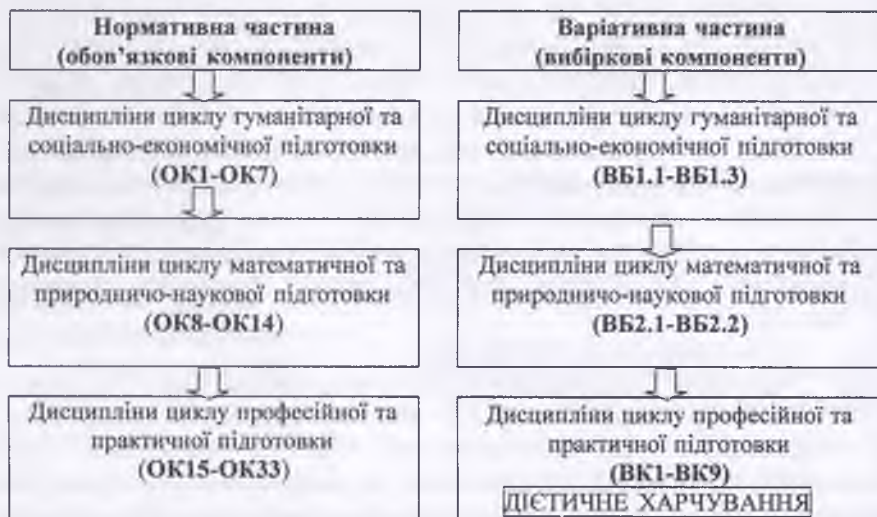 Нормативна частина
(обов'язкові компоненти)
Дисципліни циклу гуманітарної та
соціально-економічної підготовки
(ОК1-ОК7)
Дисципліни циклу математичної та
природничо-наукової підготовки
(ОК8-ОК14)
Дисципліни циклу професійної та
практичної підготовки
(ОК15-ОК33)
Варіативна частина
(вибіркові компоненти)
Дисципліни циклу гуманітарної та
соціально-економічної підготовки
(ВБ1.1-ВБ1.3)
Дисципліни циклу математичної та
природничо-наукової підготовки
(ВБ2.1-ВБ2.2)
Дисципліни циклу професійної та
практичної підготовки
(ВК1-ВК9)
ДІЄТИЧНЕ ХАРЧУВАННЯ